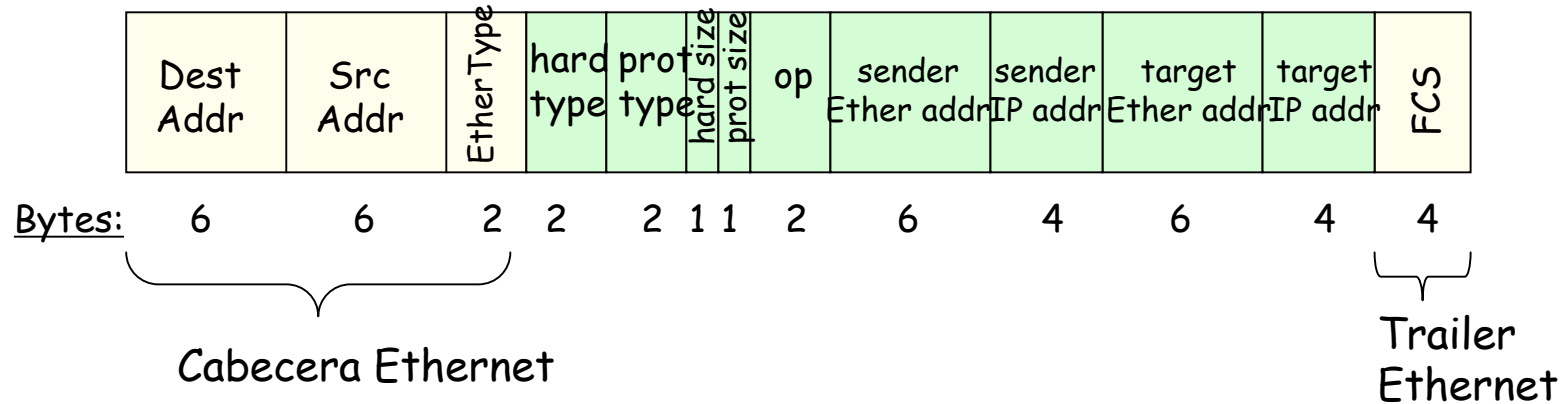 Dest
Addr
Src
Addr
EtherType
hard
type
prot
type
hard size
prot size
op
sender
Ether addr
sender
IP addr
target
Ether addr
target
IP addr
FCS
Bytes: 6 6 2 2 2 1 1 2 6 4 6 4 4
Cabecera Ethernet
Trailer
Ethernet